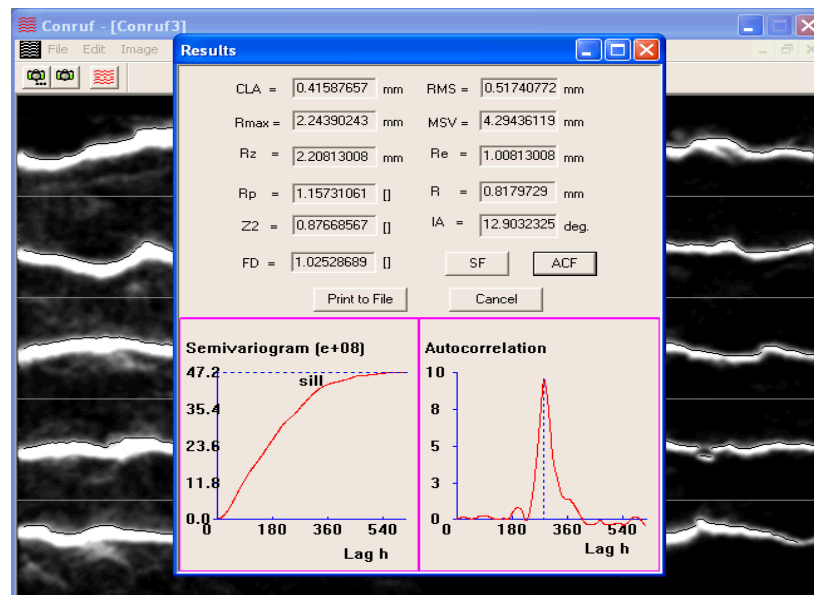 Conruf - [Conruf3]
File Edit Image
Results
CLA = 0.41587657 mm RMS = 0.51740772 mm
Rmax = 2.24390243 mm MSV = 4.29436119 mm
Rz = 2.20813008 mm Re = 1.00813008 mm
Rp = 1.15731061 [] R = 0.8179729 mm
Z2 = 0.87668567 [] IA = 12.9032325 deg.
FD = 1.02528689 [] SF ACF
Print to File Cancel
Semivariogram (e+08)
47.2
sill
35.4
23.6
11.8
0.0
0 180 360 540
Lag h
Autocorrelation
10
8
5
3
0
0 180 360 540
Lag h